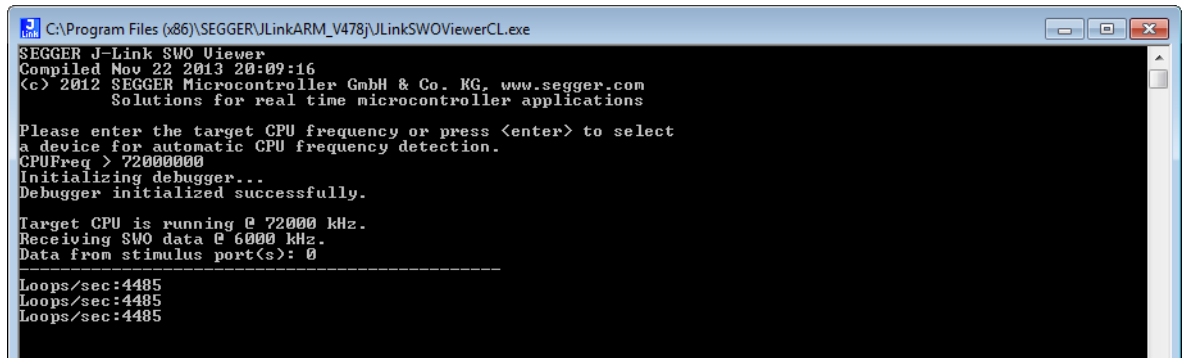 J Link C:\Program Files (x86)\SEGGER\JLinkARM_V478j\JLinkSWOViewerCL.exe
SEGGER J-Link SWO Viewer
Compiled Nov 22 2013 20:09:16
(c) 2012 SEGGER Microcontroller GmbH & Co. KG, www.segger.com
Solutions for real time microcontroller applications
Please enter the target CPU frequency or press <enter> to select
a device for automatic CPU frequency detection.
CPUFreq > 72000000
Initializing debugger...
Debugger initialized successfully.
Target CPU is running @ 72000 kHz.
Receiving SWO data @ 6000 kHz.
Data from stimulus port(s): 0
------------------------------------------------
Loops/sec:4485
Loops/sec:4485
Loops/sec:4485